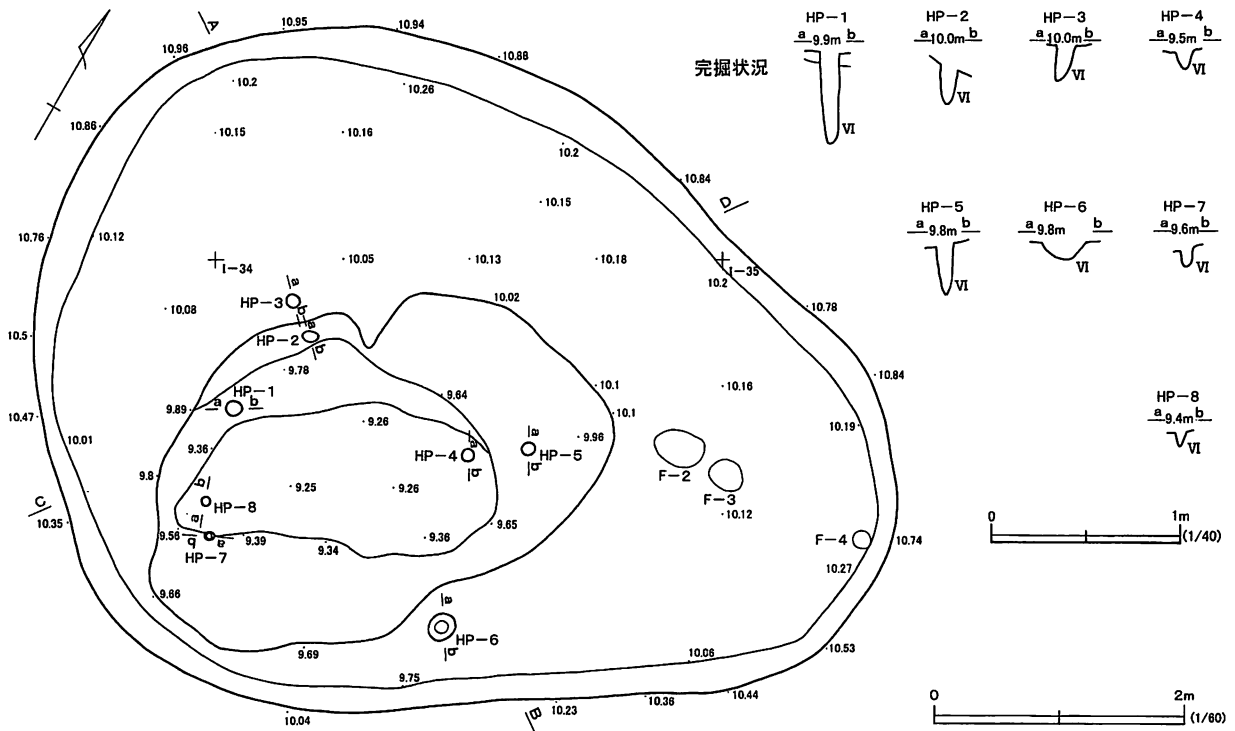 完掘状況
HP-1
a 9.9m b
VI
HP-2
a 10.0m b
VI
HP-3
a 10.0m b
VI
HP-4
a 9.5m b
VI
HP-5
a 9.8m b
VI
HP-6
a 9.8m b
VI
HP-7
a 9.6m b
VI
HP-8
a 9.4m b
VI
A
10.95
10.94
10.96
10.88
10.2
10.26
10.86
10.15
10.16
10.2
10.84
D
10.15
10.76
10.12
I-34
10.05
10.13
10.18
I-35
10.2
a
HP-3
b
a
10.02
10.08
10.78
10.5
HP-2
b
9.78
10.84
HP-1
9.64
10.1
10.16
9.89
a b
10.1
10.47
9.26
10.19
10.01
9.36
a
HP-4
b
a
HP-5
b
9.96
9.8
F-2
F-3
b
HP-8
a
9.25
9.26
C
10.35
9.65
10.12
9.56
b a
HP-7
9.39
9.34
9.36
F-4
10.74
10.27
9.66
a
HP-6
b
9.69
10.06
10.53
9.75
10.44
10.36
10.04
B
10.23
0 1m
(1/40)
0 2m
(1/60)